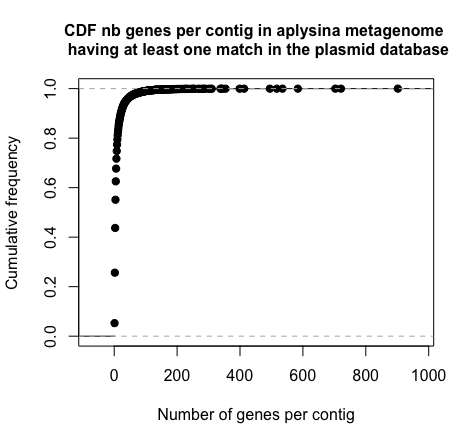 CDF nb genes per contig in aplysina metagenome
having at least one match in the plasmid database
Cumulative frequency
1.0
0.8
0.6
0.4
0.2
0.0
0 200 400 600 800 1000
Number of genes per contig